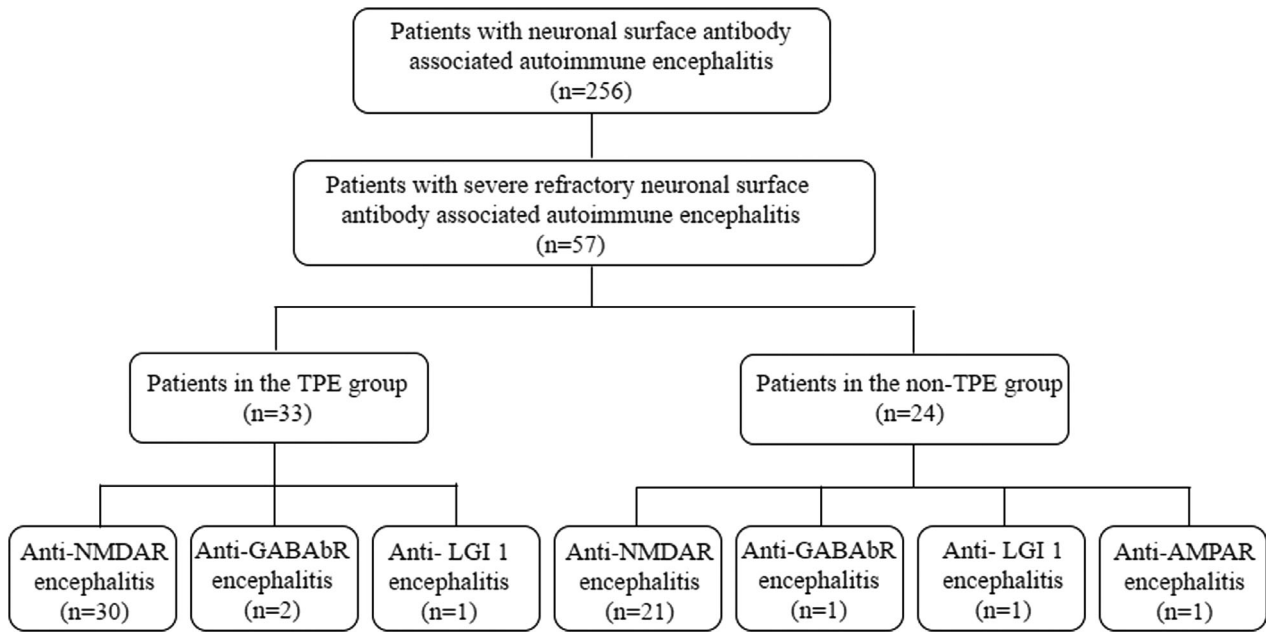 Patients with neuronal surface antibody
associated autoimmune encephalitis
(n=256)
Patients with severe refractory neuronal surface
antibody associated autoimmune encephalitis
(n=57)
Patients in the TPE group
(n=33)
Patients in the non-TPE group
(n=24)
Anti-NMDAR
encephalitis
(n=30)
Anti-GABAbR
encephalitis
(n=2)
Anti- LGI 1
encephalitis
(n=1)
Anti-NMDAR
encephalitis
(n=21)
Anti-GABAbR
encephalitis
(n=1)
Anti- LGI 1
encephalitis
(n=1)
Anti-AMPAR
encephalitis
(n=1)